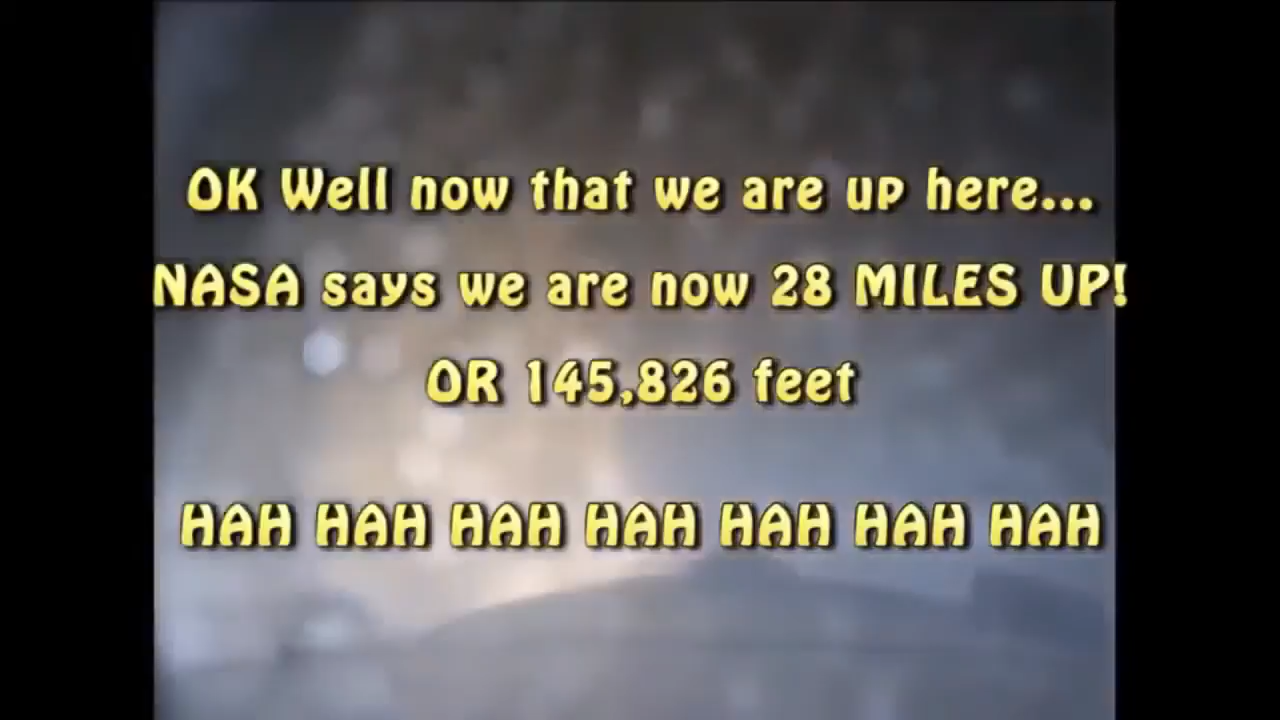 OK Well now that we are up here...
NASA says we are now 28 MILES UP!
OR 145,826 feet
HAH HAH HAH HAH HAH HAH HAH